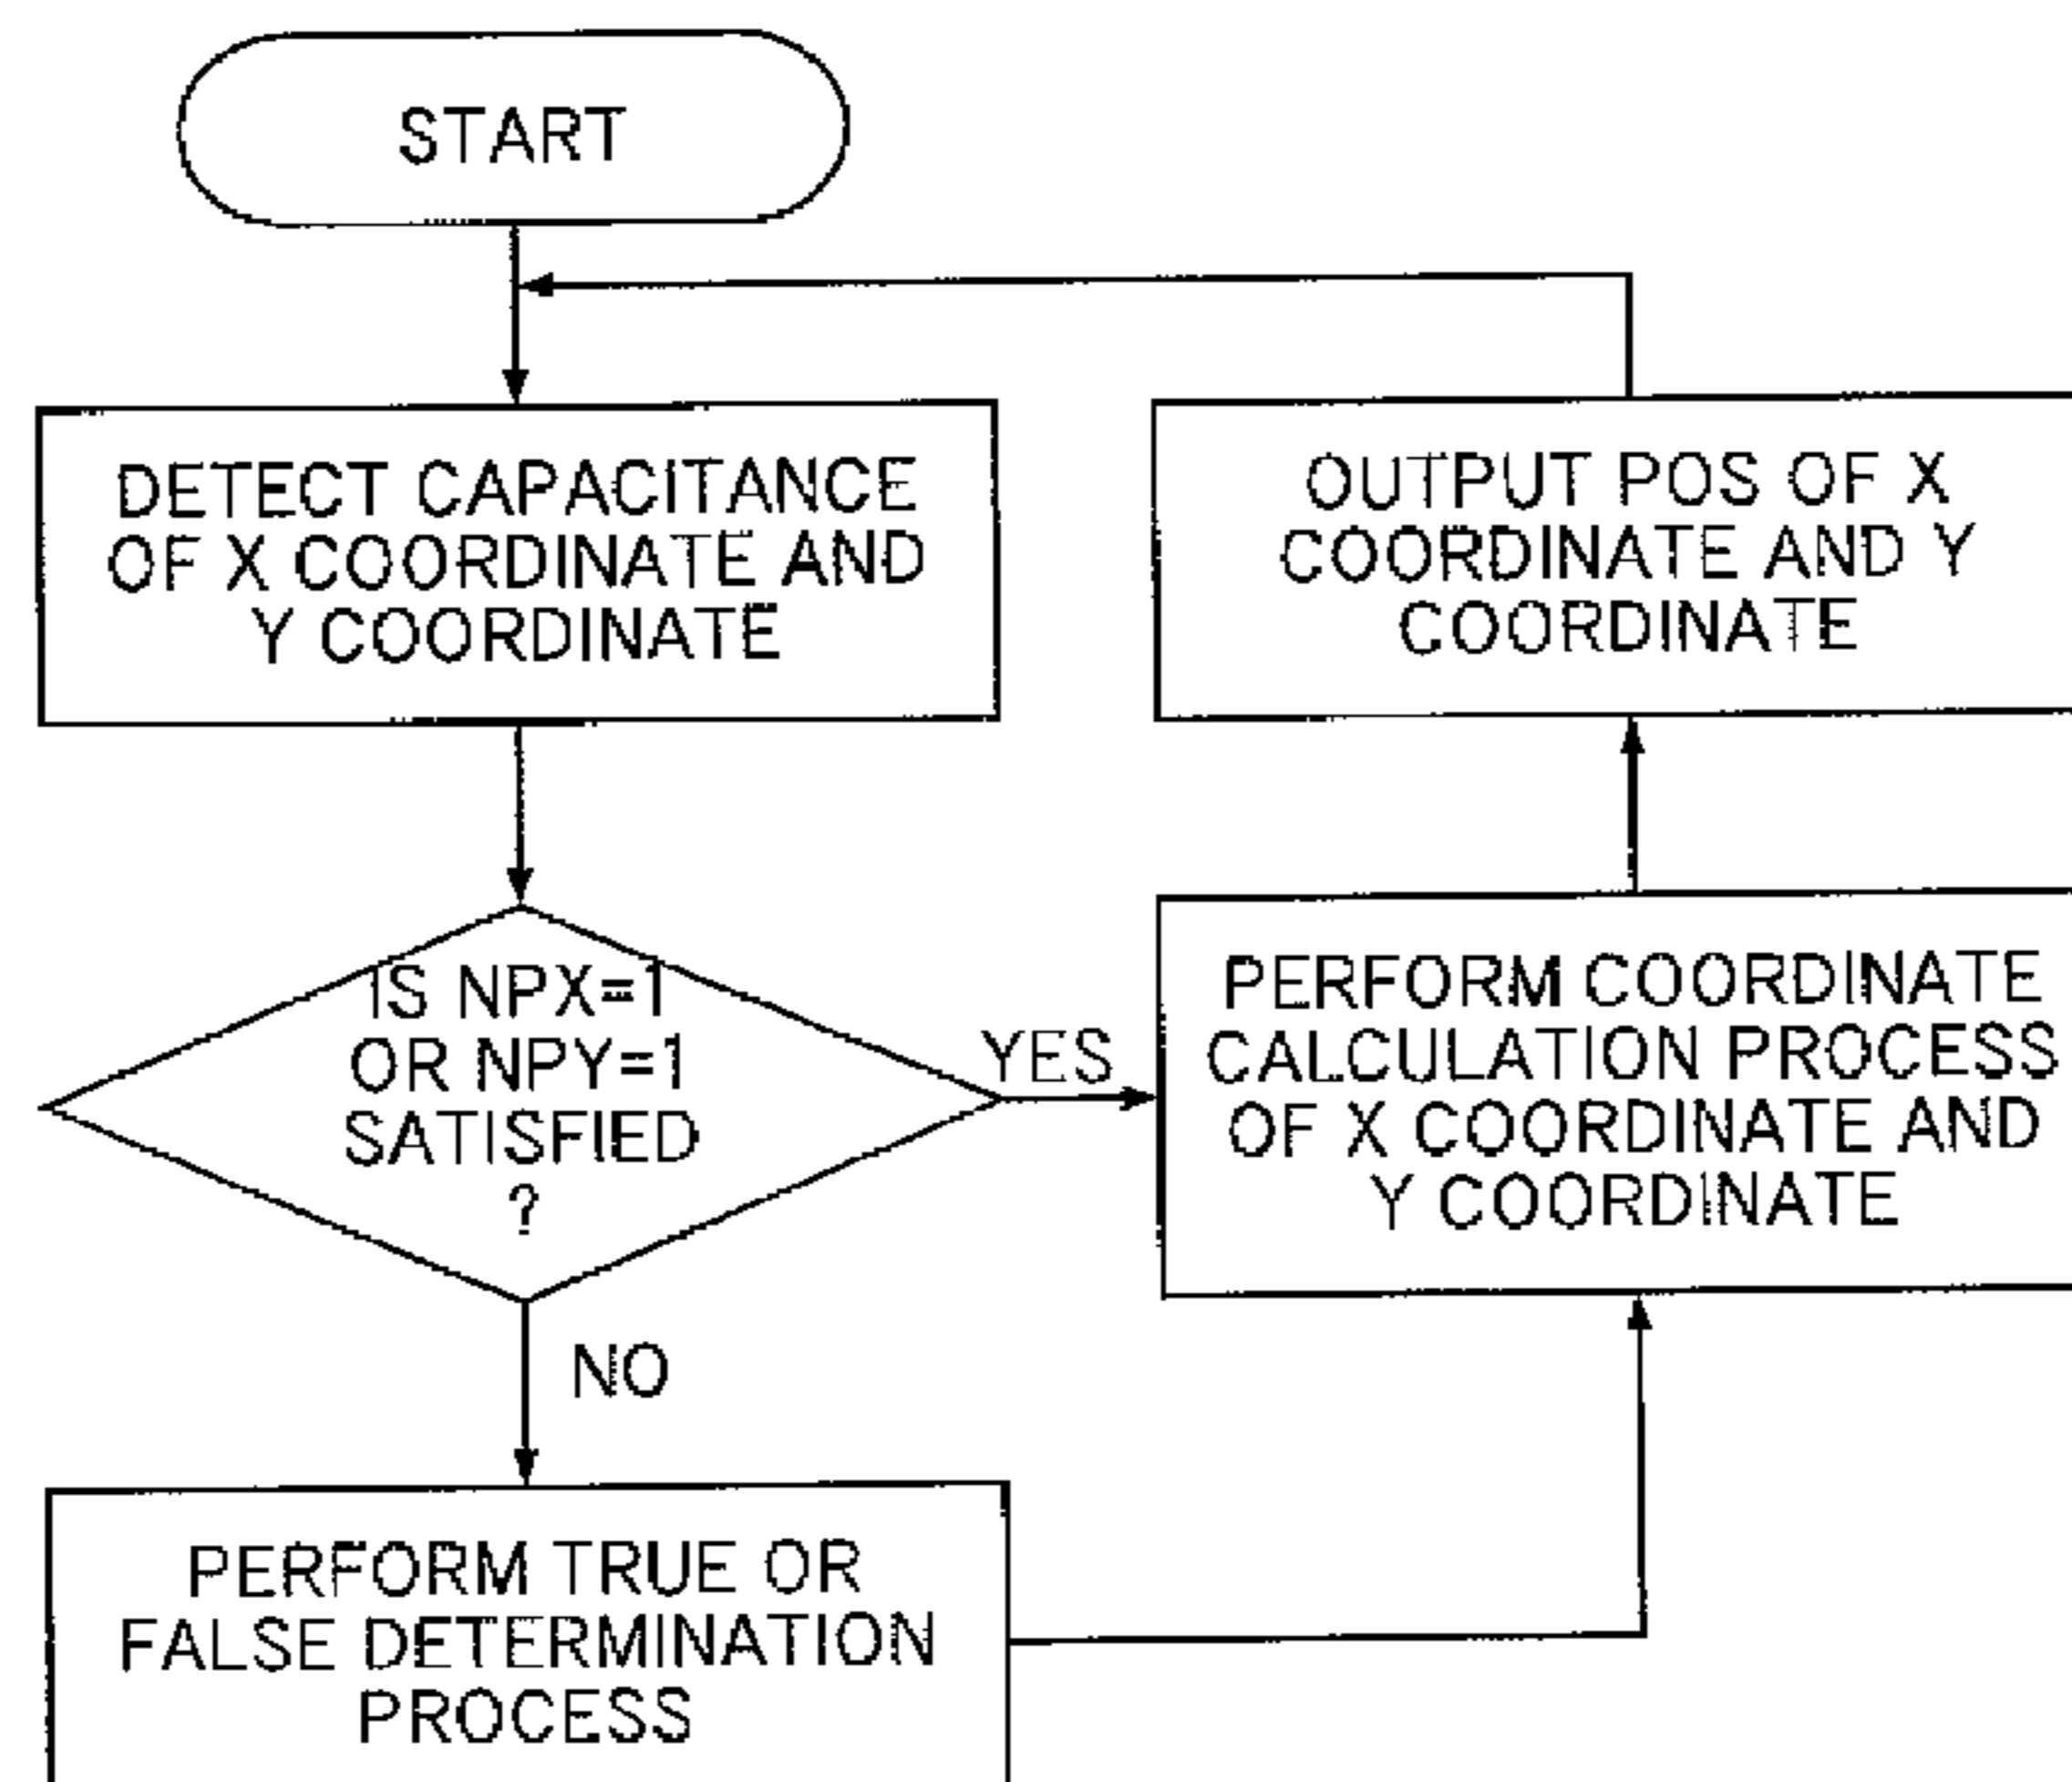 START
DETECT CAPACITANCE
OF X COORDINATE AND
Y COORDINATE
OUTPUT POS OF X
COORDINATE AND Y
COORDINATE
IS NPX=1
OR NPY=1
SATISFIED
?
YES
PERFORM COORDINATE
CALCULATION PROCESS
OF X COORDINATE AND
Y COORDINATE
NO
PERFORM TRUE OR
FALSE DETERMINATION
PROCESS